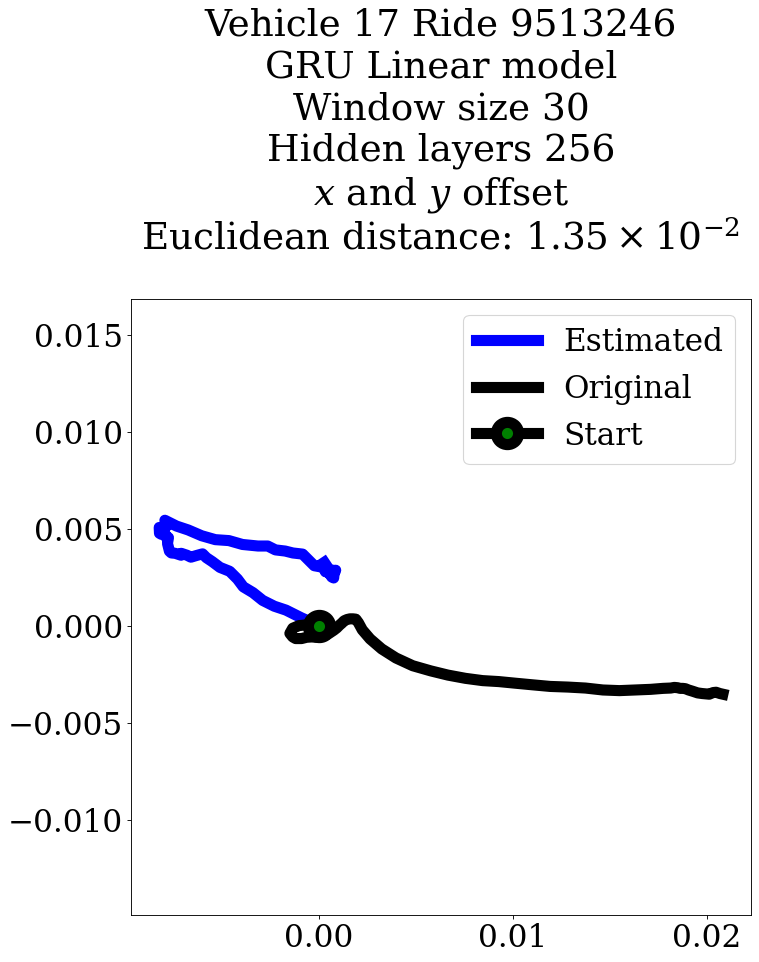 Vehicle 17 Ride 9513246
GRU Linear model
Window size 30
Hidden layers 256
x and y offset
Euclidean distance: 1.35 × 10⁻²
Estimated
Original
Start
0.015
0.010
0.005
0.000
−0.005
−0.010
0.00 0.01 0.02